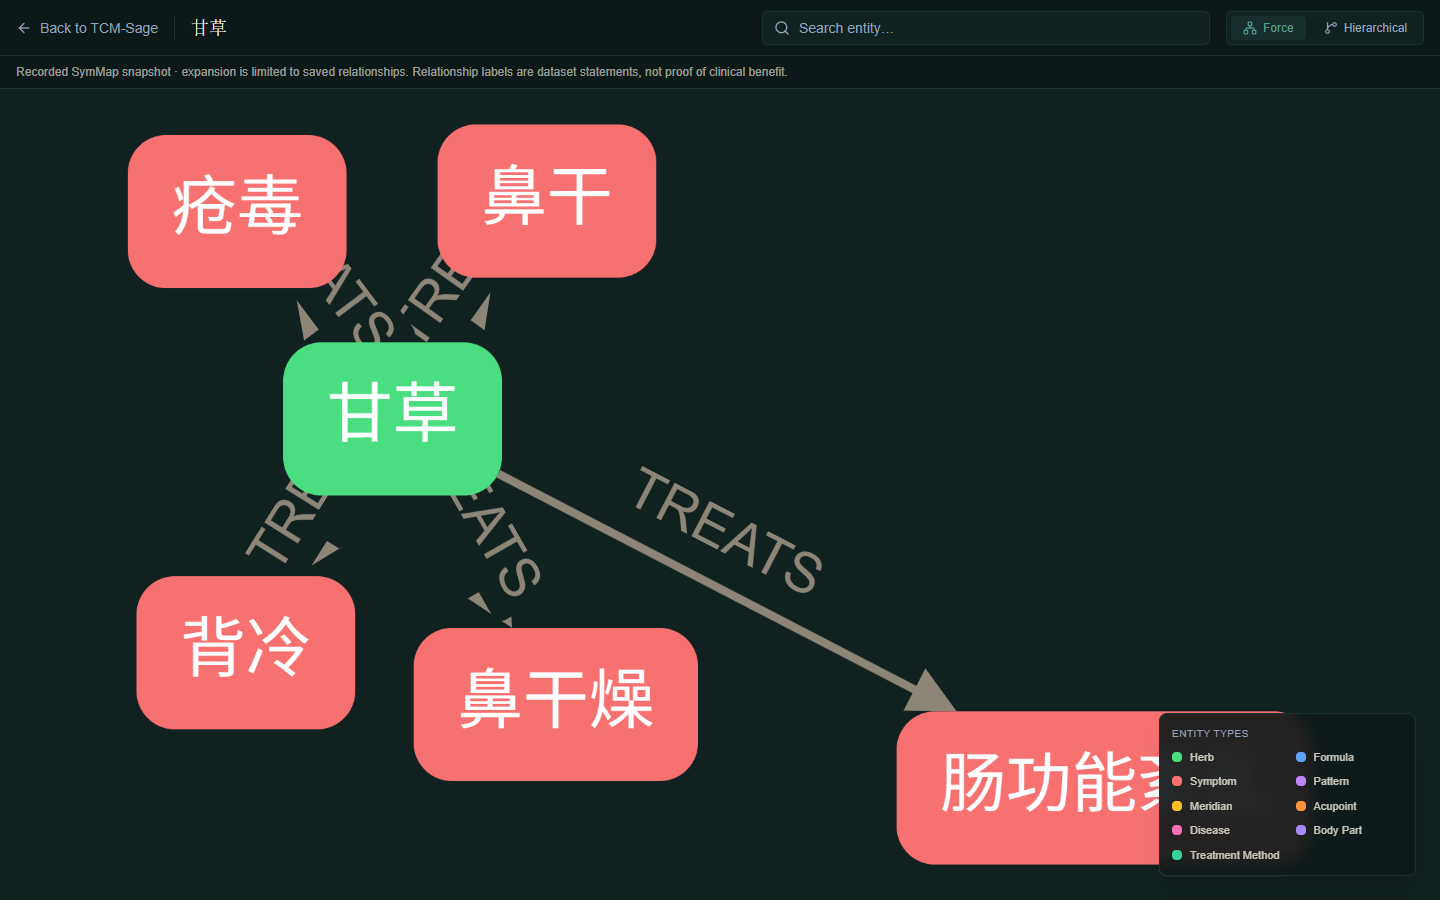 Back to TCM-Sage
甘草
Search entity...
Force
Hierarchical
Recorded SymMap snapshot · expansion is limited to saved relationships. Relationship labels are dataset statements, not proof of clinical benefit.
疮毒
鼻干
甘草
TREATS
背冷
鼻干燥
肠功能
ENTITY TYPES
Herb
Formula
Symptom
Pattern
Meridian
Acupoint
Disease
Body Part
Treatment Method